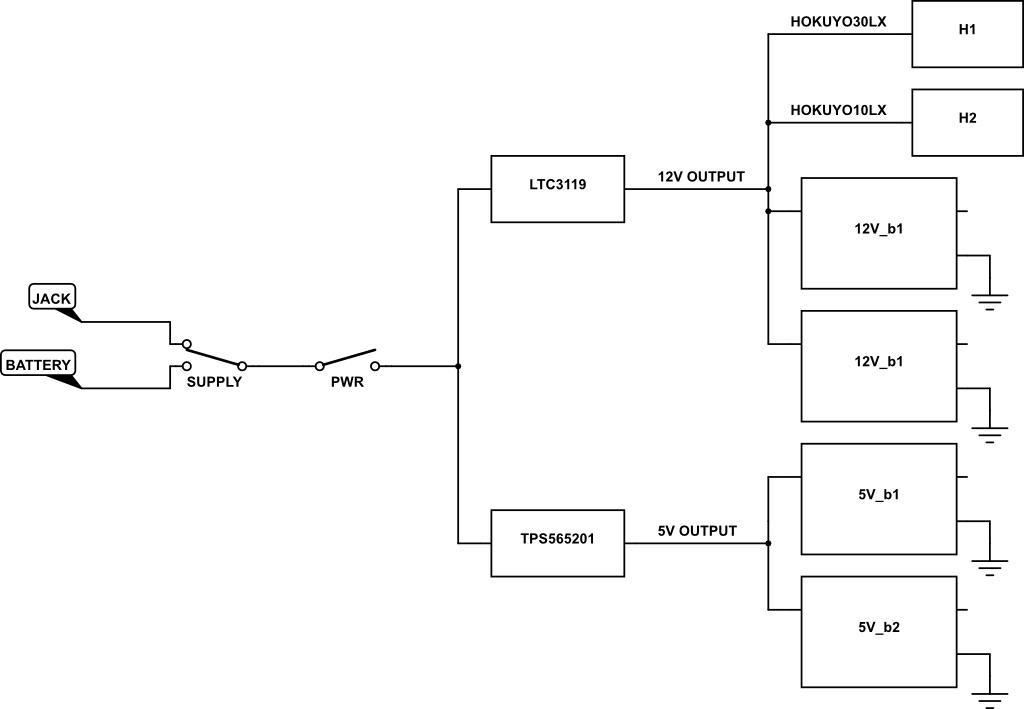 HOKUYO30LX
H1
HOKUYO10LX
H2
LTC3119
12V OUTPUT
12V_b1
JACK
BATTERY
SUPPLY
PWR
12V_b1
5V_b1
TPS565201
5V OUTPUT
5V_b2